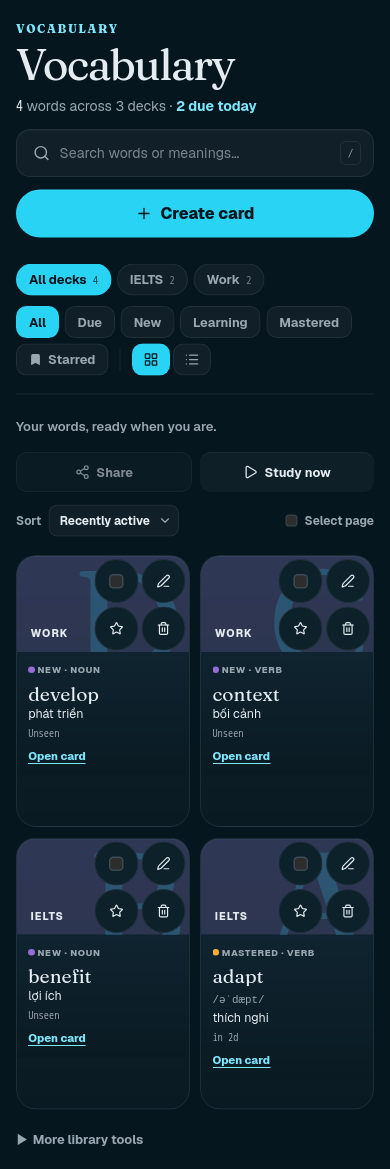 VOCABULARY
Vocabulary
4 words across 3 decks · 2 due today
Search words or meanings... /
+ Create card
All decks 4 IELTS 2 Work 2
All Due New Learning Mastered
Starred
Your words, ready when you are.
Share Study now
Sort Recently active Select page
WORK
NEW · NOUN
develop
phát triển
Unseen
Open card
WORK
NEW · VERB
context
bối cảnh
Unseen
Open card
IELTS
NEW · NOUN
benefit
lợi ích
Unseen
Open card
IELTS
MASTERED · VERB
adapt
/əˈdæpt/
thích nghi
in 2d
Open card
More library tools